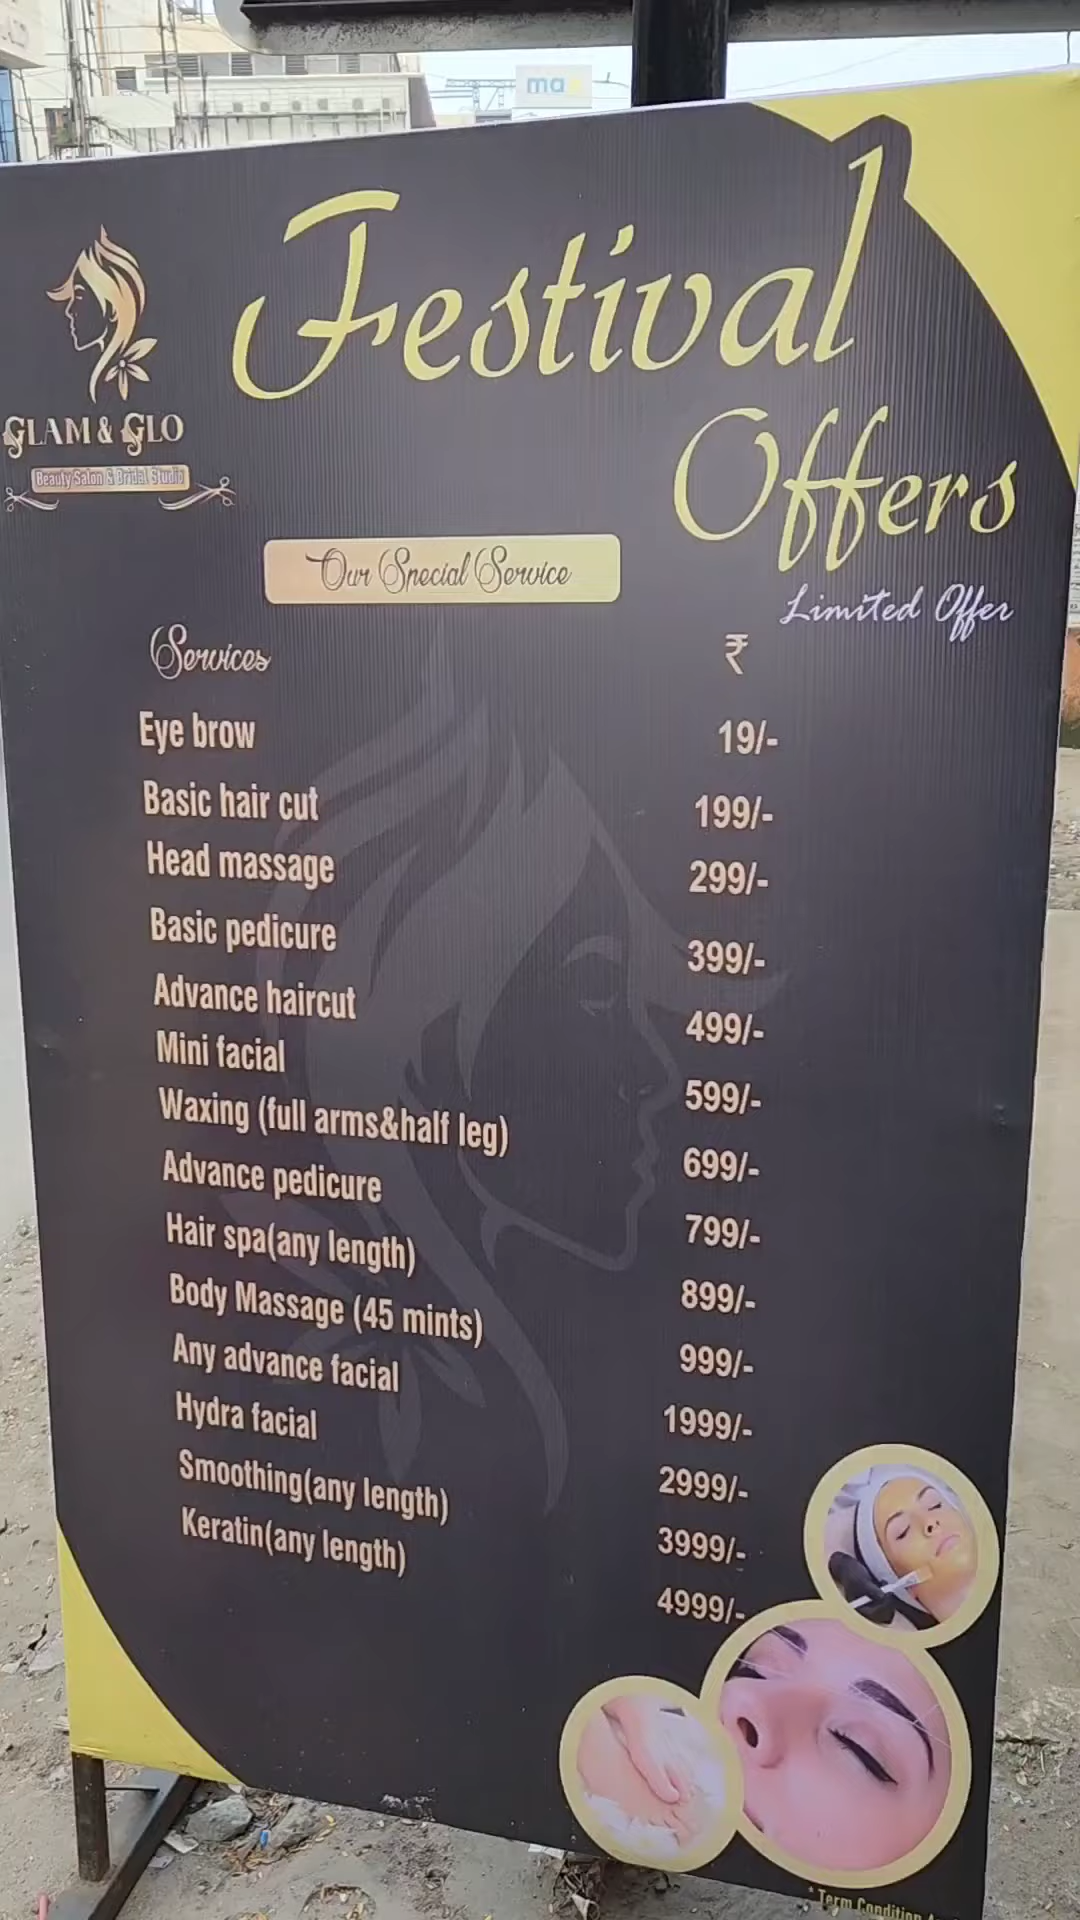 max
Festival
Offers
GLAM & GLO
Beauty Salon & Bridal Studio
Our Special Service
Limited Offer
Services ₹
Eye brow 19/-
Basic hair cut 199/-
Head massage 299/-
Basic pedicure 399/-
Advance haircut 499/-
Mini facial 599/-
Waxing (full arms&half leg) 699/-
Advance pedicure 799/-
Hair spa(any length) 899/-
Body Massage (45 mints) 999/-
Any advance facial 1999/-
Hydra facial 2999/-
Smoothing(any length) 3999/-
Keratin(any length) 4999/-
* Term Condition